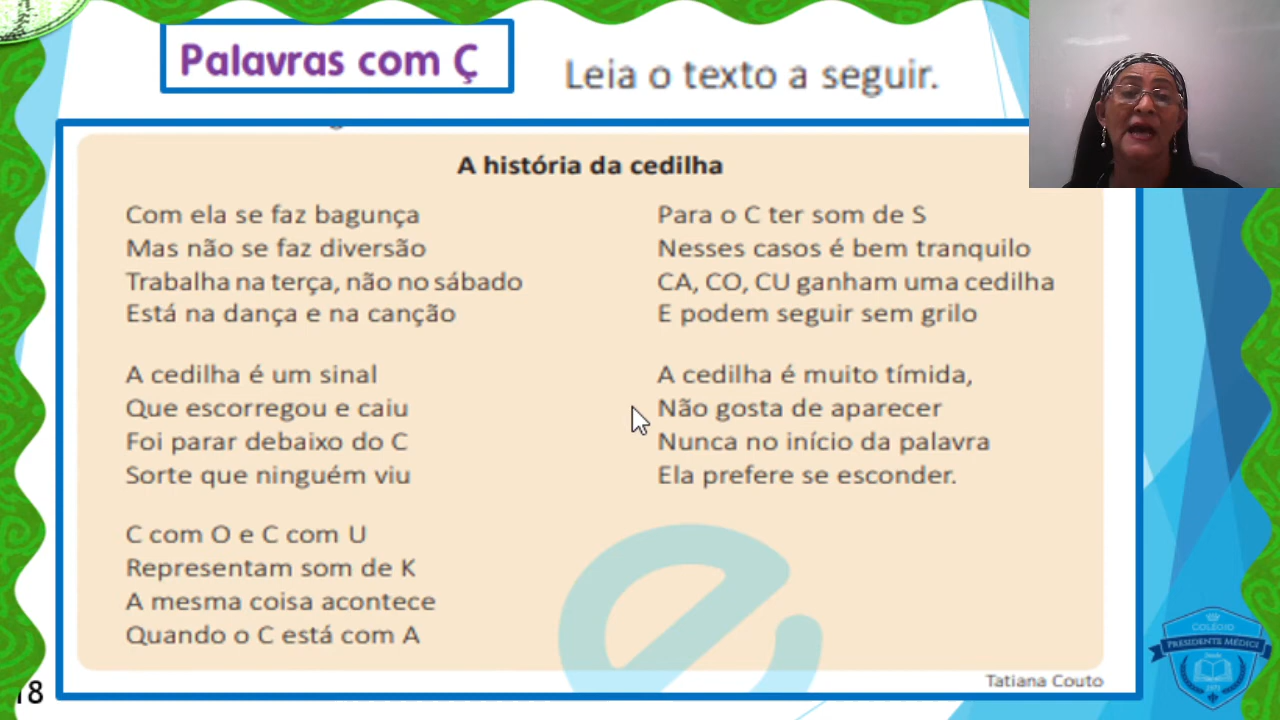 Palavras com Ç
Leia o texto a seguir.
A história da cedilha
Com ela se faz bagunça
Mas não se faz diversão
Trabalha na terça, não no sábado
Está na dança e na canção
A cedilha é um sinal
Que escorregou e caiu
Foi parar debaixo do C
Sorte que ninguém viu
C com O e C com U
Representam som de K
A mesma coisa acontece
Quando o C está com A
Para o C ter som de S
Nesses casos é bem tranquilo
CA, CO, CU ganham uma cedilha
E podem seguir sem grilo
A cedilha é muito tímida,
Não gosta de aparecer
Nunca no início da palavra
Ela prefere se esconder.
Tatiana Couto
18
COLÉGIO
PRESIDENTE MÉDICI